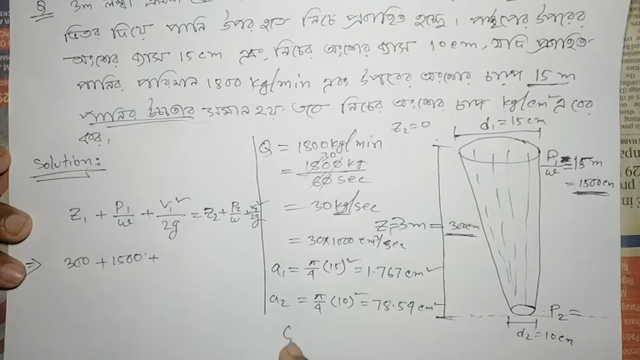 Q 3m লম্বা
ভিতর দিয়ে পানি উপর হতে নিচে প্রবাহিত হচ্ছে। পাইপের উপরের
অংশের ব্যাস 15cm এবং নিচের অংশের ব্যাস 10cm, যদি প্রবাহিত
পানির পরিমান 1800 kg/min এবং উপরের অংশের চাপ 15 m
পানির উচ্চতার সমান হয় তবে নিচের অংশের চাপ kg/cm² এ বের
কর।
Solution:
Z₁ + P₁/ω + V₁²/2g = Z₂ + P₂/ω + V₂²/2g
⇒ 300 + 1500 +
Q = 1800 kg/min
= 1800 kg / 60 sec
30
= 30 kg/sec
= 30×1000 cm³/sec
a₁ = π/4 (15)² = 1.767 cm²
a₂ = π/4 (10)² = 78.54 cm²
Z₂=0
d₁=15cm
P₁/ω = 15m
= 1500cm
Z₁=3m = 300cm
P₂=
d₂=10cm